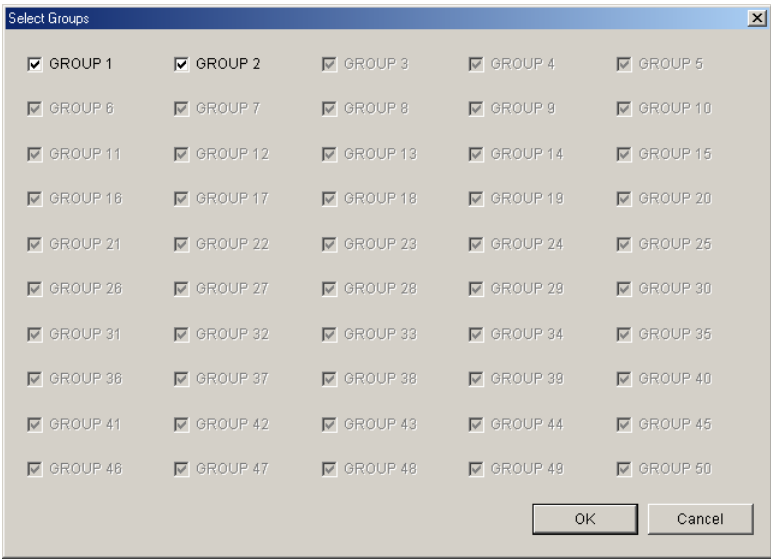 Select Groups
GROUP 1 GROUP 2 GROUP 3 GROUP 4 GROUP 5
GROUP 6 GROUP 7 GROUP 8 GROUP 9 GROUP 10
GROUP 11 GROUP 12 GROUP 13 GROUP 14 GROUP 15
GROUP 16 GROUP 17 GROUP 18 GROUP 19 GROUP 20
GROUP 21 GROUP 22 GROUP 23 GROUP 24 GROUP 25
GROUP 26 GROUP 27 GROUP 28 GROUP 29 GROUP 30
GROUP 31 GROUP 32 GROUP 33 GROUP 34 GROUP 35
GROUP 36 GROUP 37 GROUP 38 GROUP 39 GROUP 40
GROUP 41 GROUP 42 GROUP 43 GROUP 44 GROUP 45
GROUP 46 GROUP 47 GROUP 48 GROUP 49 GROUP 50
OK Cancel